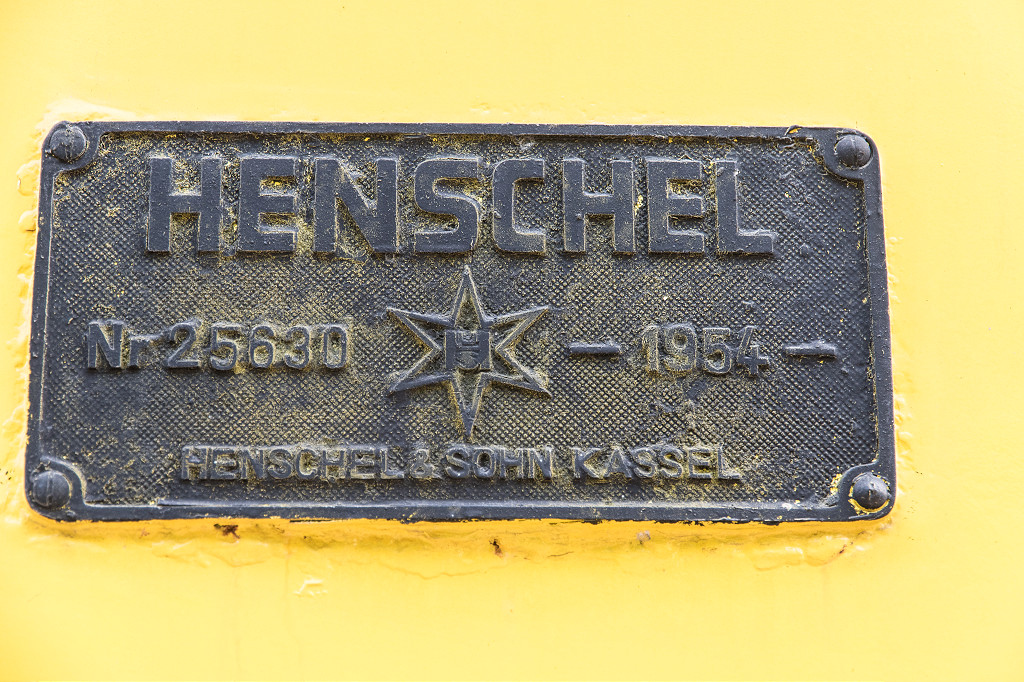 HENSCHEL
Nr 25630 H — 1954 —
HENSCHEL & SOHN KASSEL